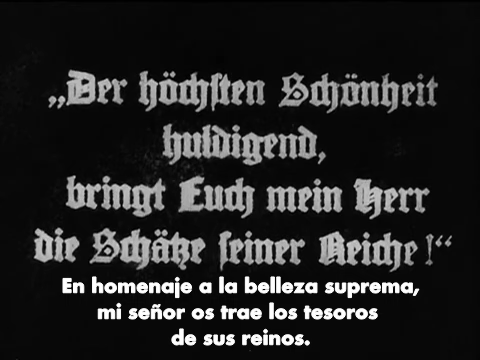 „Der höchsten Schönheit
huldigend,
bringt Euch mein Herr
die Schätze seiner Reiche!“
En homenaje a la belleza suprema,
mi señor os trae los tesoros
de sus reinos.